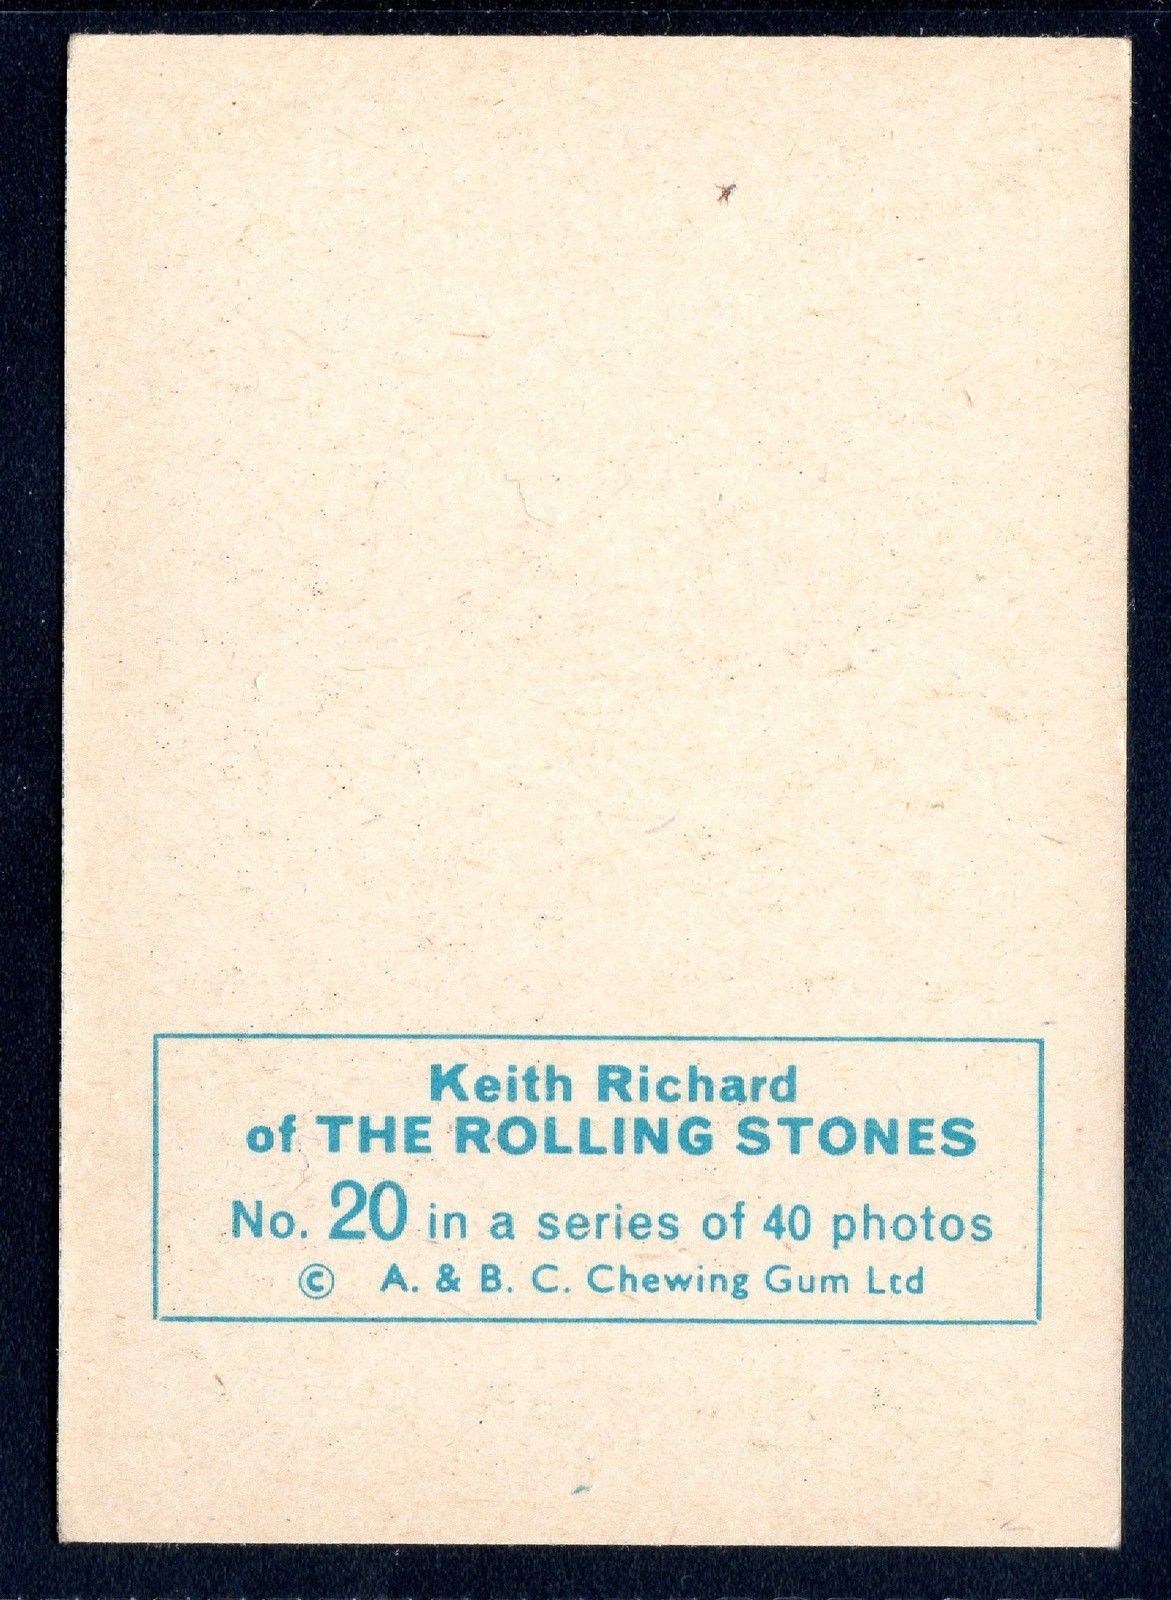 Keith Richard
of THE ROLLING STONES
No. 20 in a series of 40 photos
© A. & B. C. Chewing Gum Ltd